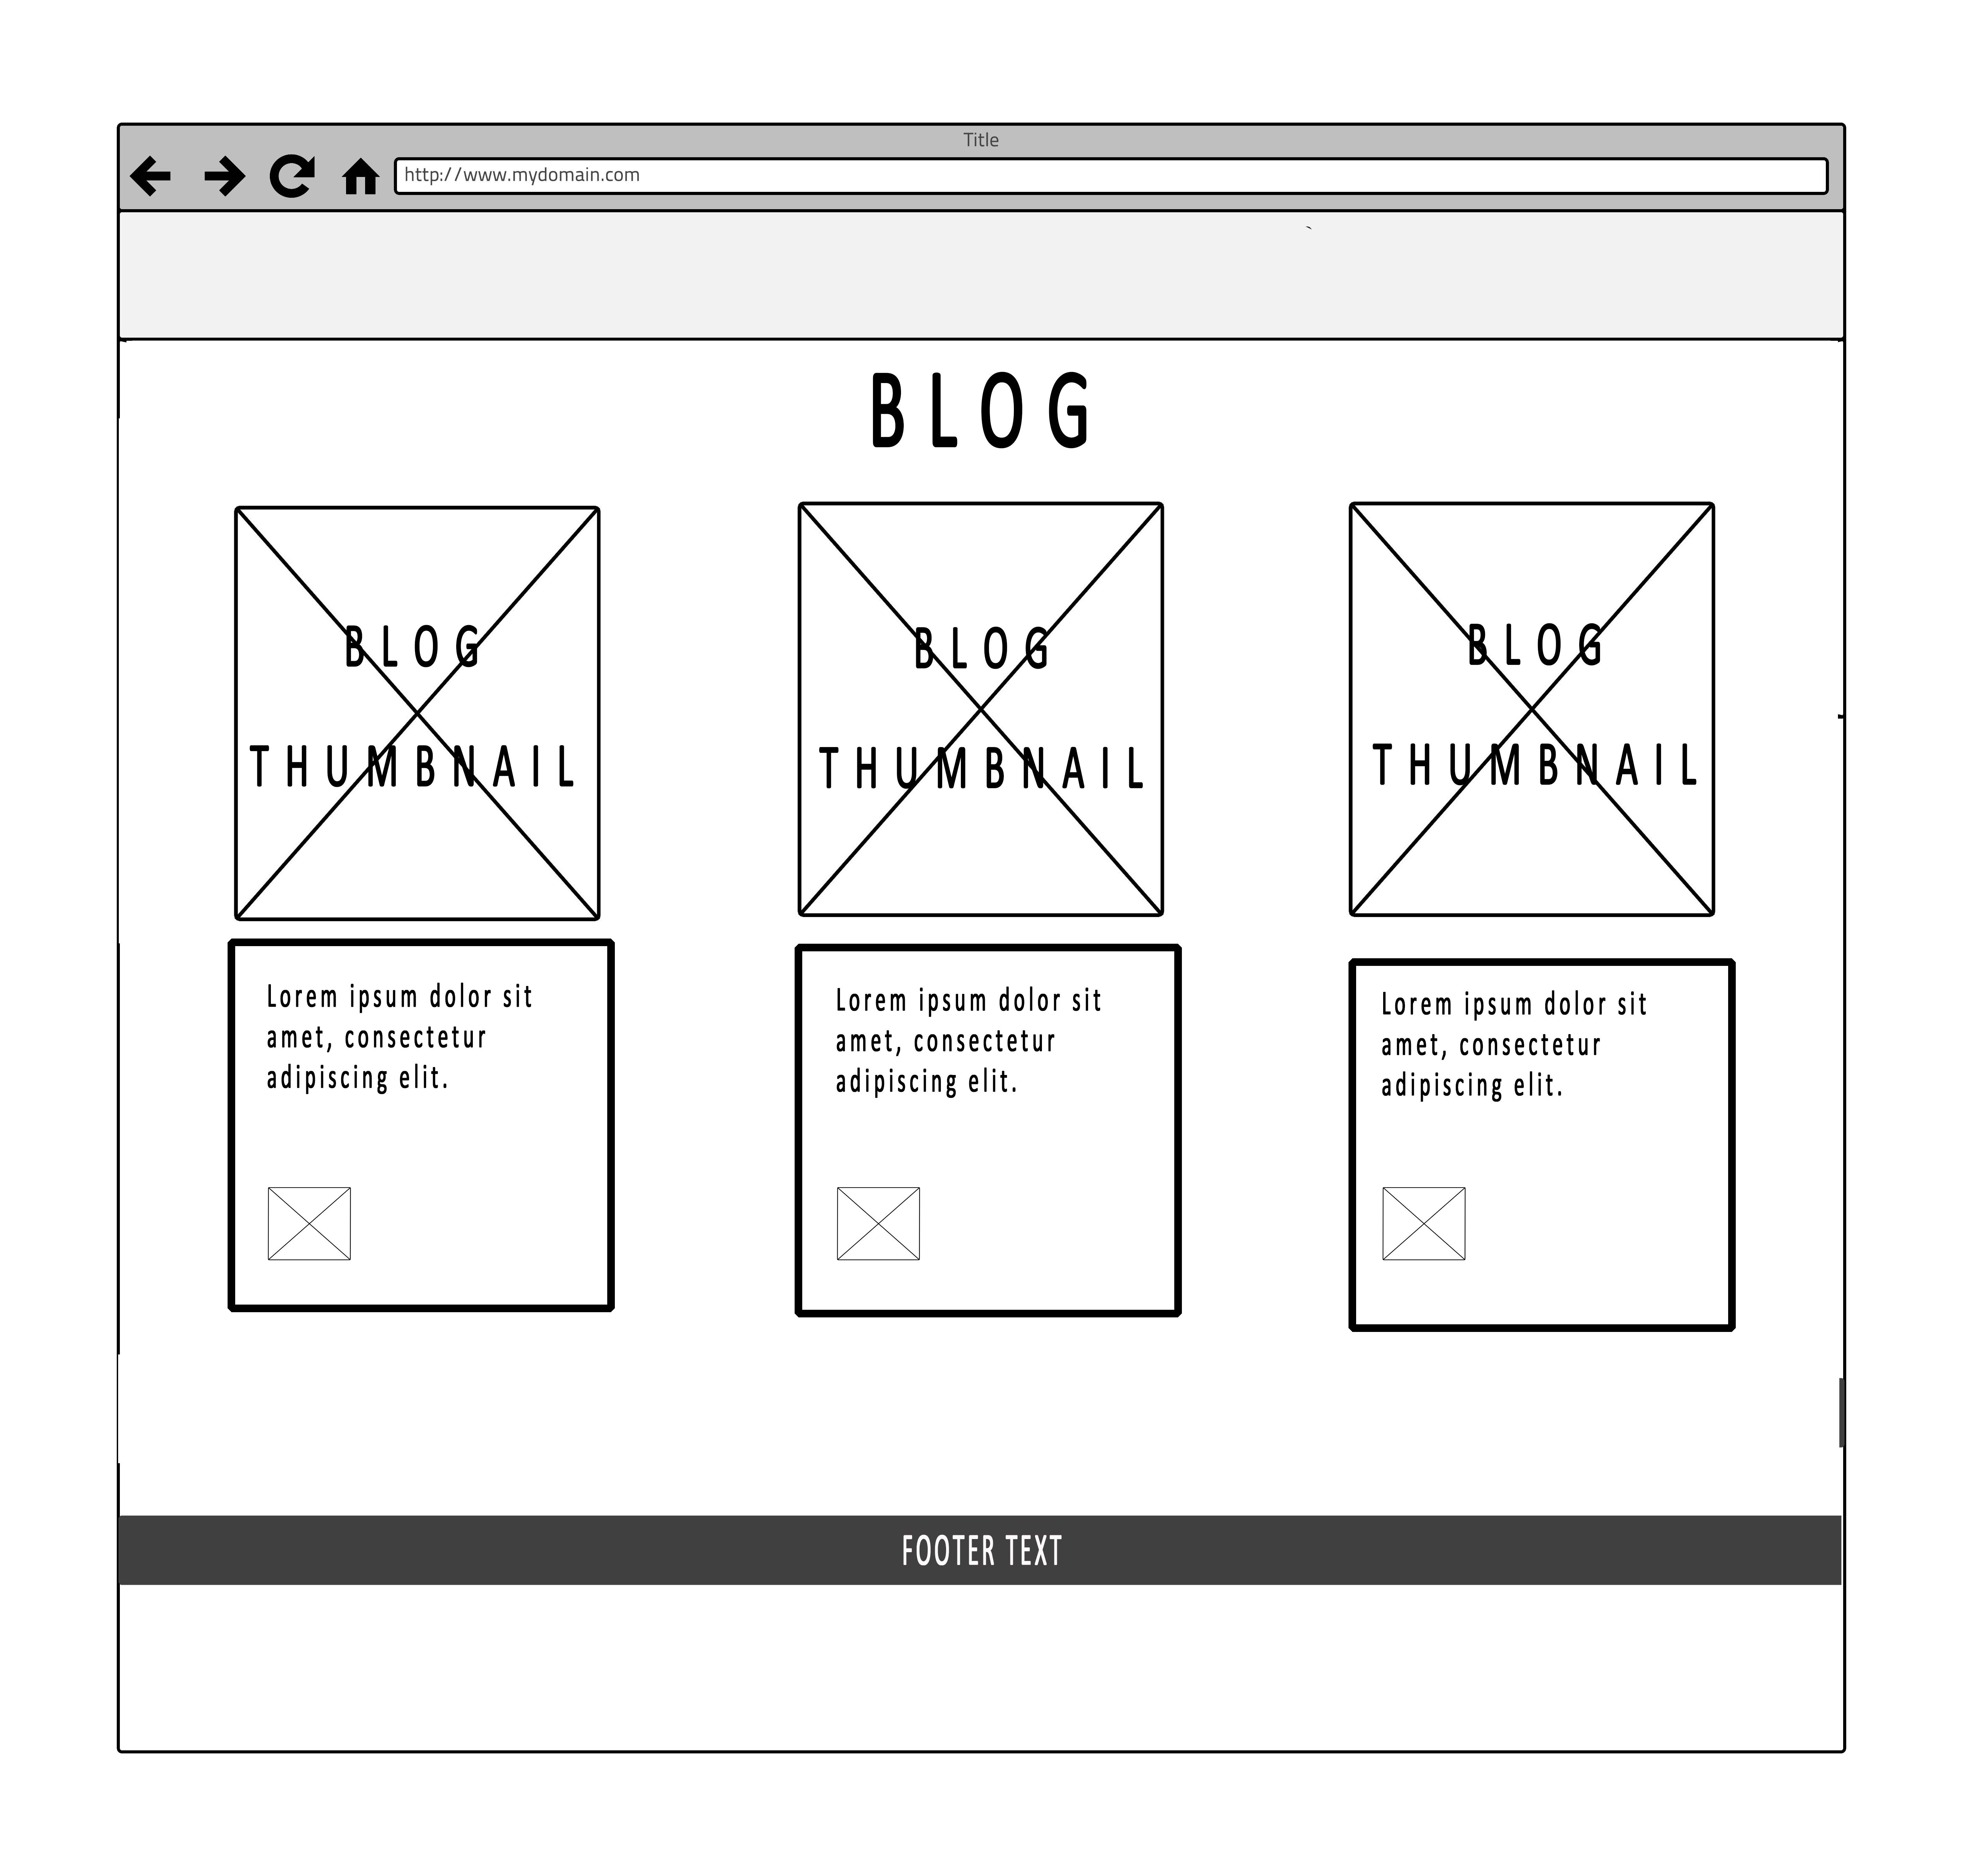 Title
http://www.mydomain.com
BLOG
BLOG
THUMBNAIL
BLOG
THUMBNAIL
BLOG
THUMBNAIL
Lorem ipsum dolor sit
amet, consectetur
adipiscing elit.
Lorem ipsum dolor sit
amet, consectetur
adipiscing elit.
Lorem ipsum dolor sit
amet, consectetur
adipiscing elit.
FOOTER TEXT